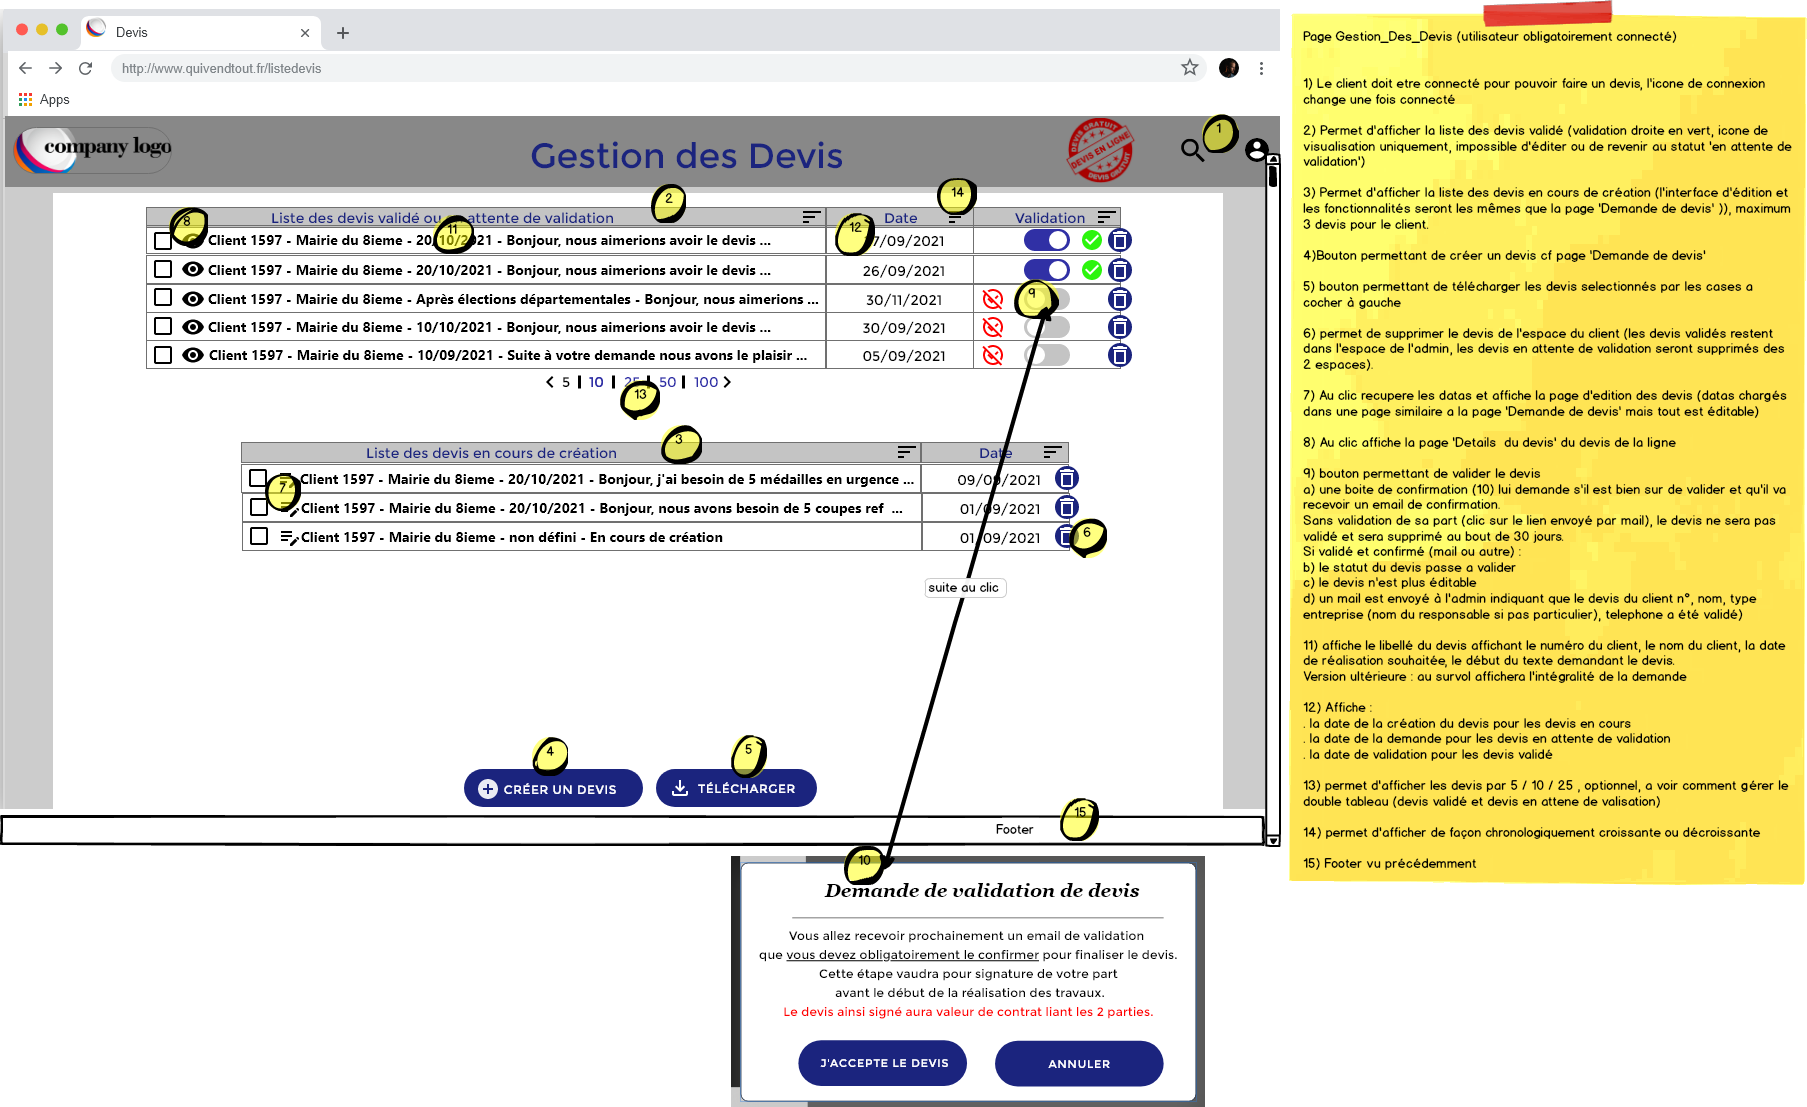 Devis
http://www.quivendtout.fr/listedevis
Apps
company logo
Gestion des Devis
DEVIS GRATUIT
DEVIS EN LIGNE
DEVIS GRATUIT
1
2
14
8
11
12
Liste des devis validé ou en attente de validation
Date
Validation
Client 1597 - Mairie du 8ieme - 20/10/2021 - Bonjour, nous aimerions avoir le devis ...
7/09/2021
Client 1597 - Mairie du 8ieme - 20/10/2021 - Bonjour, nous aimerions avoir le devis ...
26/09/2021
Client 1597 - Mairie du 8ieme - Après élections départementales - Bonjour, nous aimerions ...
30/11/2021
9
Client 1597 - Mairie du 8ieme - 10/10/2021 - Bonjour, nous aimerions avoir le devis ...
30/09/2021
Client 1597 - Mairie du 8ieme - 10/09/2021 - Suite à votre demande nous avons le plaisir ...
05/09/2021
5 | 10 | 25 | 50 | 100
13
3
Liste des devis en cours de création
Date
Client 1597 - Mairie du 8ieme - 20/10/2021 - Bonjour, j'ai besoin de 5 médailles en urgence ...
09/09/2021
7
Client 1597 - Mairie du 8ieme - 20/10/2021 - Bonjour, nous avons besoin de 5 coupes ref ...
01/09/2021
Client 1597 - Mairie du 8ieme - non défini - En cours de création
01/09/2021
6
suite au clic
4
5
CRÉER UN DEVIS
TÉLÉCHARGER
15
Footer
10
Demande de validation de devis
Vous allez recevoir prochainement un email de validation
que vous devez obligatoirement le confirmer pour finaliser le devis.
Cette étape vaudra pour signature de votre part
avant le début de la réalisation des travaux.
Le devis ainsi signé aura valeur de contrat liant les 2 parties.
J'ACCEPTE LE DEVIS
ANNULER
Page Gestion_Des_Devis (utilisateur obligatoirement connecté)
1) Le client doit etre connecté pour pouvoir faire un devis, l'icone de connexion
change une fois connecté
2) Permet d'afficher la liste des devis validé (validation droite en vert, icone de
visualisation uniquement, impossible d'éditer ou de revenir au statut 'en attente de
validation')
3) Permet d'afficher la liste des devis en cours de création (l'interface d'édition et
les fonctionnalités seront les mêmes que la page 'Demande de devis' )), maximum
3 devis pour le client.
4)Bouton permettant de créer un devis cf page 'Demande de devis'
5) bouton permettant de télécharger les devis selectionnés par les cases a
cocher à gauche
6) permet de supprimer le devis de l'espace du client (les devis validés restent
dans l'espace de l'admin, les devis en attente de validation seront supprimés des
2 espaces).
7) Au clic recupere les datas et affiche la page d'edition des devis (datas chargés
dans une page similaire a la page 'Demande de devis' mais tout est éditable)
8) Au clic affiche la page 'Details  du devis' du devis de la ligne
9) bouton permettant de valider le devis
a) une boite de confirmation (10) lui demande s'il est bien sur de valider et qu'il va
recevoir un email de confirmation.
Sans validation de sa part (clic sur le lien envoyé par mail), le devis ne sera pas
validé et sera supprimé au bout de 30 jours.
Si validé et confirmé (mail ou autre) :
b) le statut du devis passe a valider
c) le devis n'est plus éditable
d) un mail est envoyé à l'admin indiquant que le devis du client n°, nom, type
entreprise (nom du responsable si pas particulier), telephone a été validé)
11) affiche le libellé du devis affichant le numéro du client, le nom du client, la date
de réalisation souhaitée, le début du texte demandant le devis.
Version ultérieure : au survol affichera l'intégralité de la demande
12) Affiche :
. la date de la création du devis pour les devis en cours
. la date de la demande pour les devis en attente de validation
. la date de validation pour les devis validé
13) permet d'afficher les devis par 5 / 10 / 25 , optionnel, a voir comment gérer le
double tableau (devis validé et devis en attene de valisation)
14) permet d'afficher de façon chronologiquement croissante ou décroissante
15) Footer vu précédemment